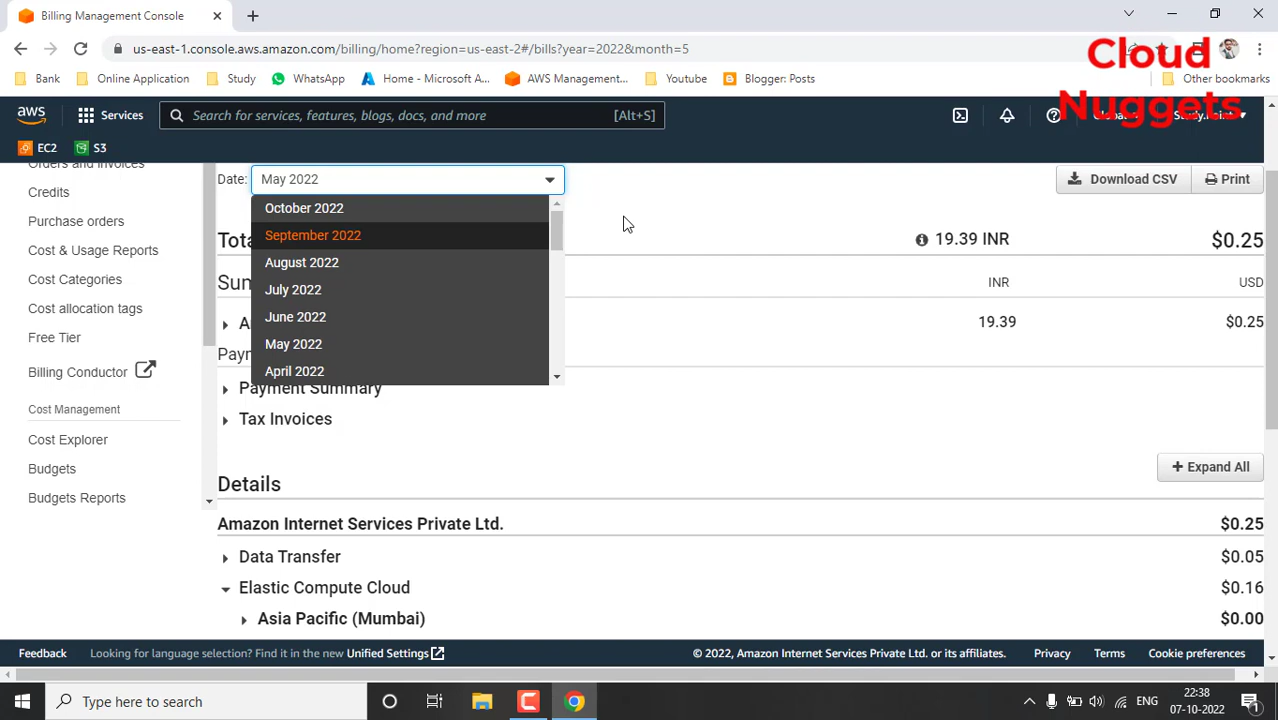 Billing Management Console
us-east-1.console.aws.amazon.com/billing/home?region=us-east-2#/bills?year=2022&month=5
Cloud
Nuggets
Bank
Online Application
Study
WhatsApp
Home - Microsoft A...
AWS Management...
Youtube
Blogger: Posts
Other bookmarks
aws
Services
Search for services, features, blogs, docs, and more
[Alt+S]
EC2
S3
Orders and invoices
Credits
Purchase orders
Cost & Usage Reports
Cost Categories
Cost allocation tags
Free Tier
Billing Conductor
Cost Management
Cost Explorer
Budgets
Budgets Reports
Date:
May 2022
Download CSV
Print
October 2022
September 2022
August 2022
July 2022
June 2022
May 2022
April 2022
19.39 INR
$0.25
INR
USD
19.39
$0.25
Payment Summary
Tax Invoices
Expand All
Details
Amazon Internet Services Private Ltd.
$0.25
Data Transfer
$0.05
Elastic Compute Cloud
$0.16
Asia Pacific (Mumbai)
$0.00
Feedback
Looking for language selection? Find it in the new Unified Settings
© 2022, Amazon Internet Services Private Ltd. or its affiliates.
Privacy
Terms
Cookie preferences
Type here to search
ENG
22:38
07-10-2022